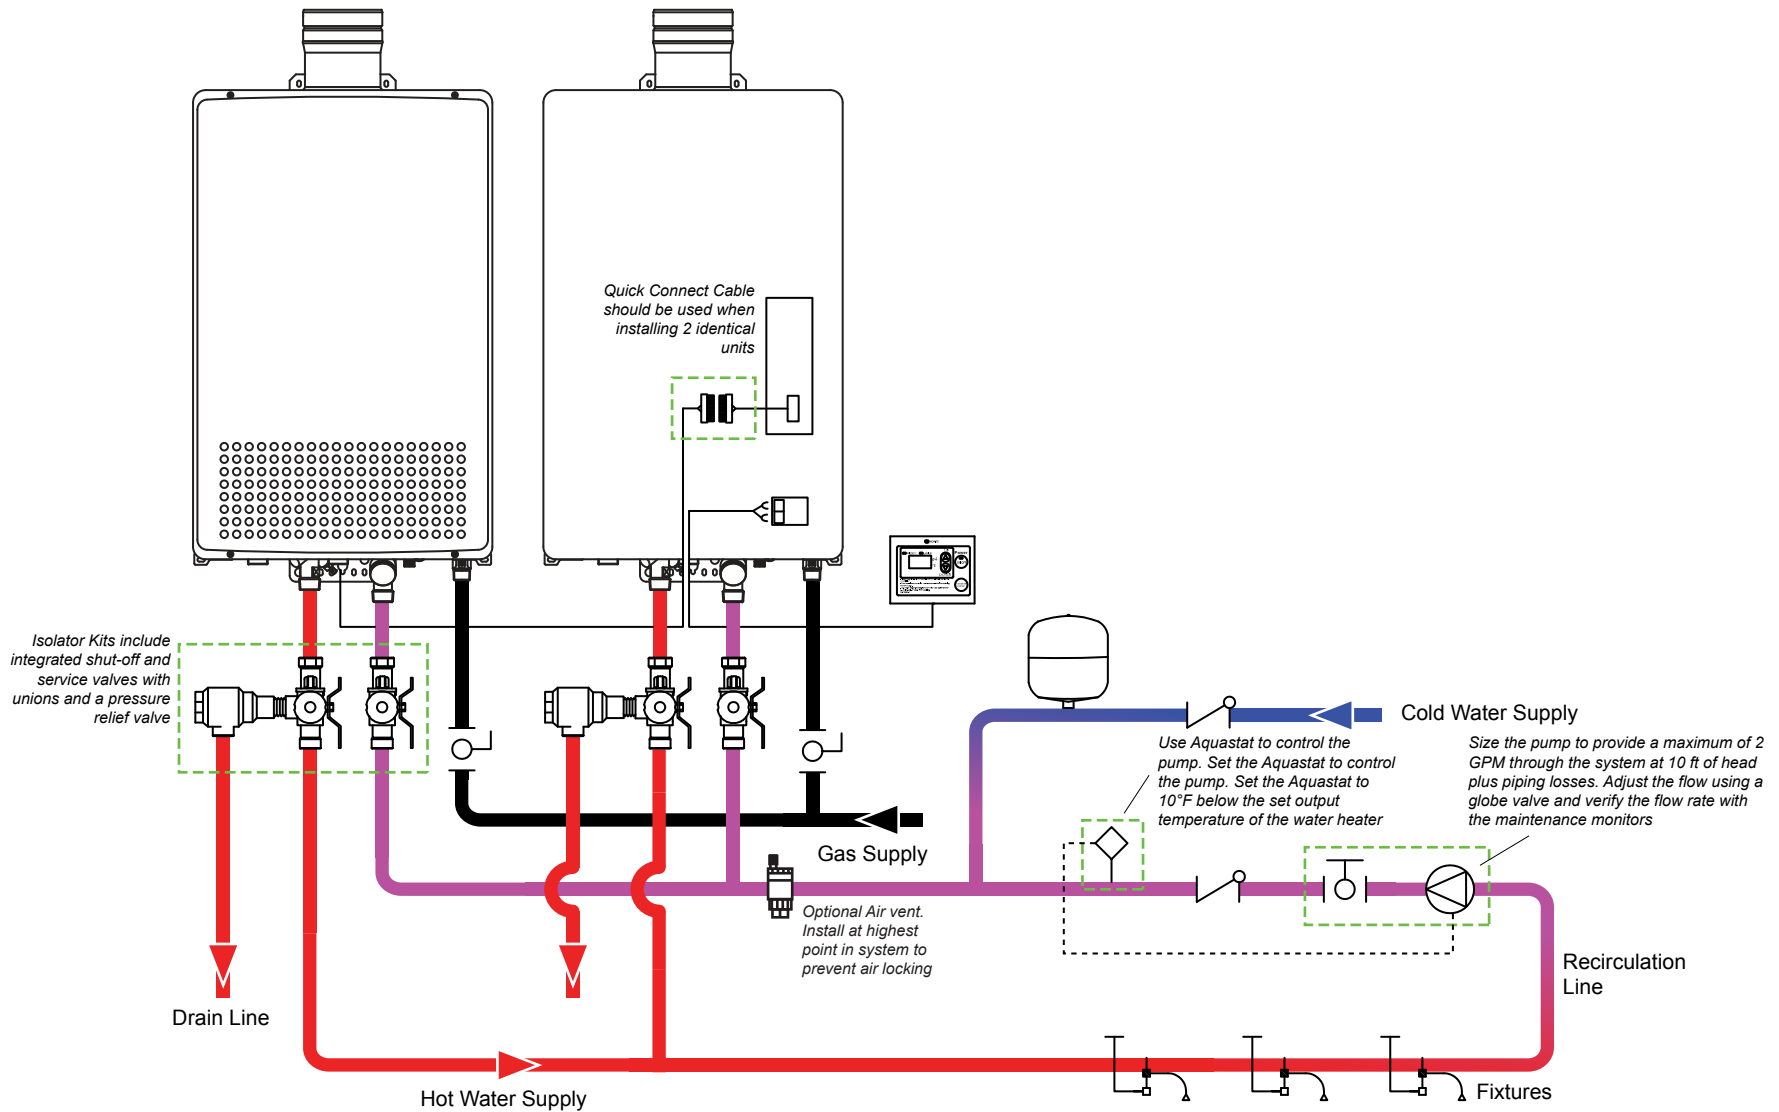 Quick Connect Cable
should be used when
installing 2 identical
units
Isolator Kits include
integrated shut-off and
service valves with
unions and a pressure
relief valve
Cold Water Supply
Use Aquastat to control the
pump. Set the Aquastat to control
the pump. Set the Aquastat to
10°F below the set output
temperature of the water heater
Size the pump to provide a maximum of 2
GPM through the system at 10 ft of head
plus piping losses. Adjust the flow using a
globe valve and verify the flow rate with
the maintenance monitors
Gas Supply
Optional Air vent.
Install at highest
point in system to
prevent air locking
Recirculation
Line
Drain Line
Hot Water Supply
Fixtures